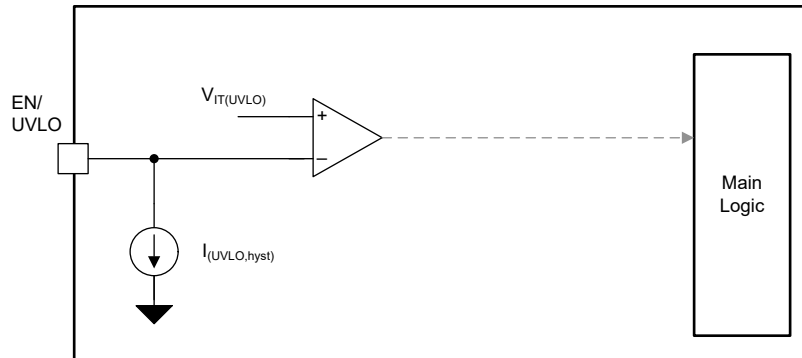 EN/
UVLO
V_IT(UVLO)
+
−
I_(UVLO,hyst)
Main
Logic